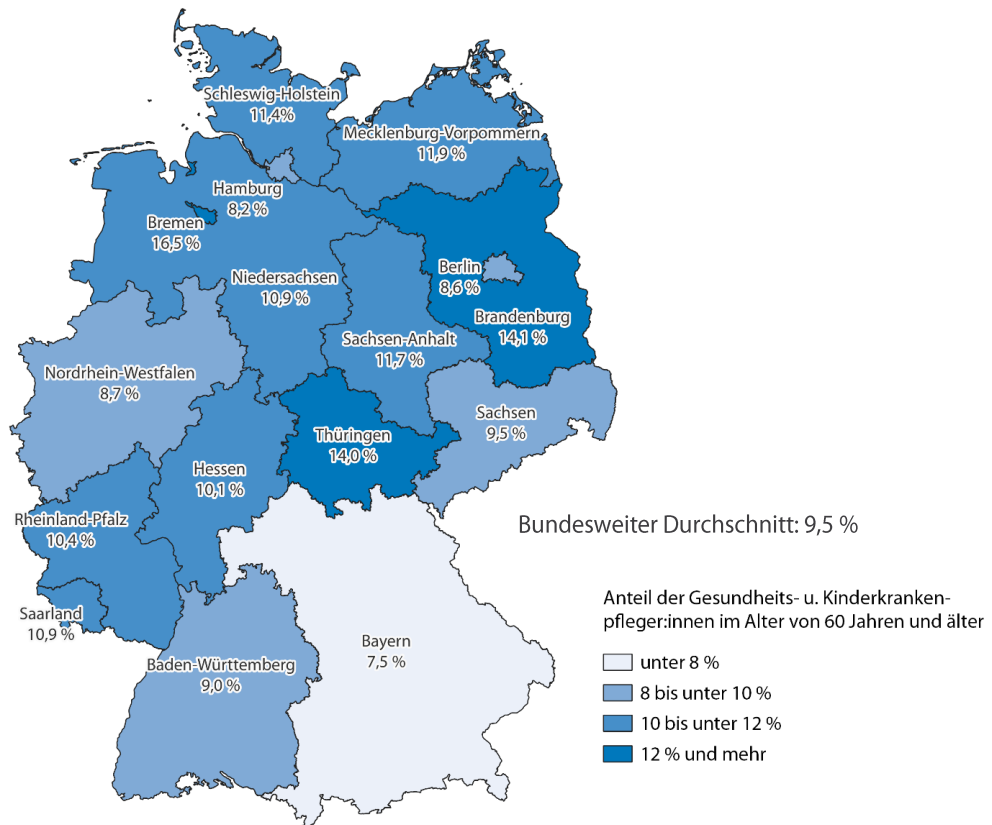 Schleswig-Holstein
11,4%
Mecklenburg-Vorpommern
11,9 %
Hamburg
8,2 %
Bremen
16,5 %
Niedersachsen
10,9 %
Berlin
8,6 %
Brandenburg
14,1 %
Sachsen-Anhalt
11,7 %
Nordrhein-Westfalen
8,7 %
Sachsen
9,5 %
Thüringen
14,0 %
Hessen
10,1 %
Rheinland-Pfalz
10,4 %
Saarland
10,9 %
Baden-Württemberg
9,0 %
Bayern
7,5 %
Bundesweiter Durchschnitt: 9,5 %
Anteil der Gesundheits- u. Kinderkranken-
pfleger:innen im Alter von 60 Jahren und älter
unter 8 %
8 bis unter 10 %
10 bis unter 12 %
12 % und mehr